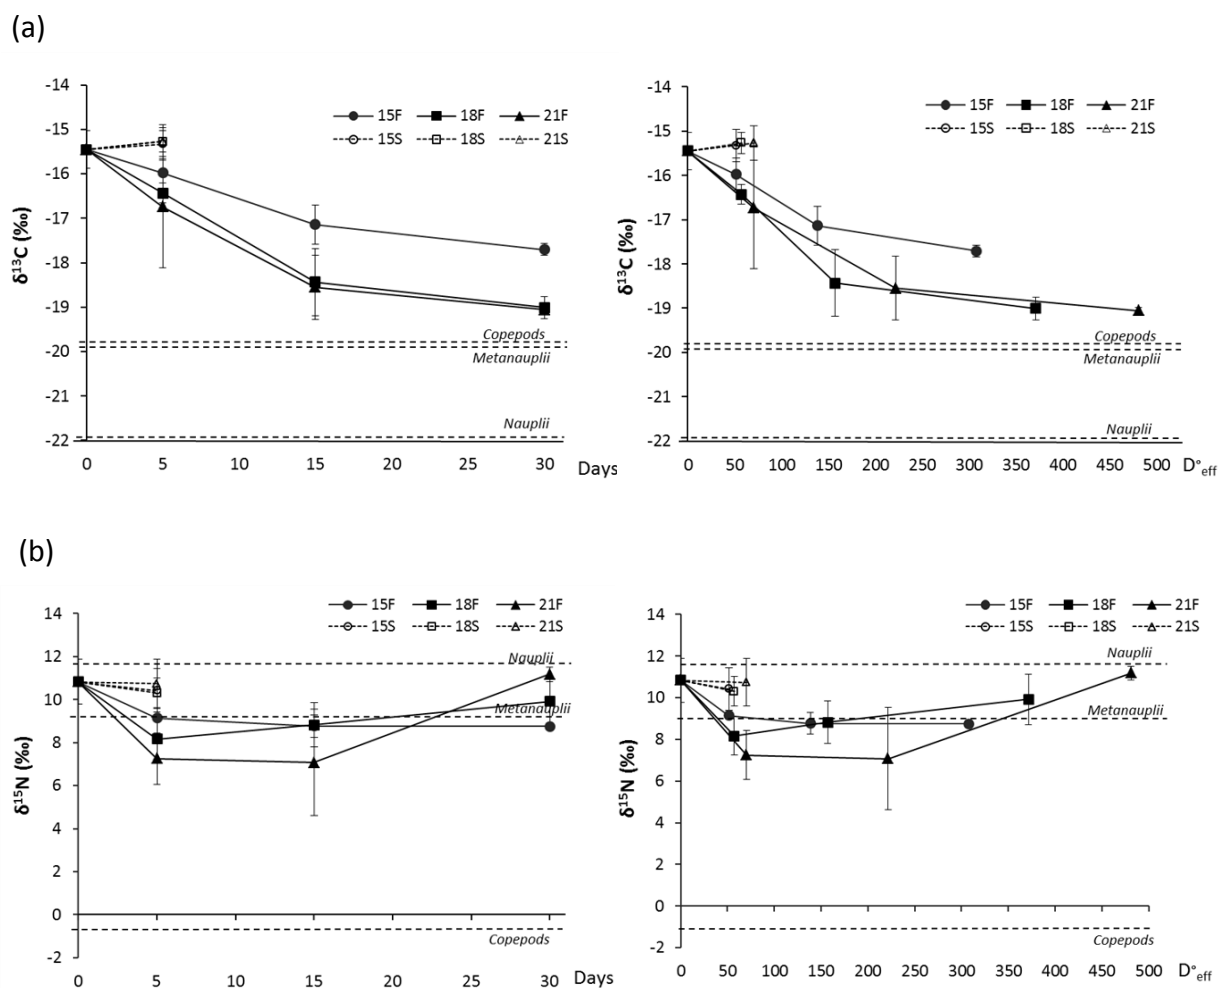 (a)
-14
-15
-16
-17
-18
-19
-20
-21
-22
δ¹³C (‰)
15F 18F 21F
15S 18S 21S
Copepods
Metanauplii
Nauplii
0 5 10 15 20 25 30 Days
-14
-15
-16
-17
-18
-19
-20
-21
-22
δ¹³C (‰)
15F 18F 21F
15S 18S 21S
Copepods
Metanauplii
Nauplii
0 50 100 150 200 250 300 350 400 450 500 D°eff
(b)
14
12
10
8
6
4
2
0
-2
δ¹⁵N (‰)
15F 18F 21F
15S 18S 21S
Nauplii
Metanauplii
Copepods
0 5 10 15 20 25 30 Days
14
12
10
8
6
4
2
0
-2
δ¹⁵N (‰)
15F 18F 21F
15S 18S 21S
Nauplii
Metanauplii
Copepods
0 50 100 150 200 250 300 350 400 450 500 D°eff